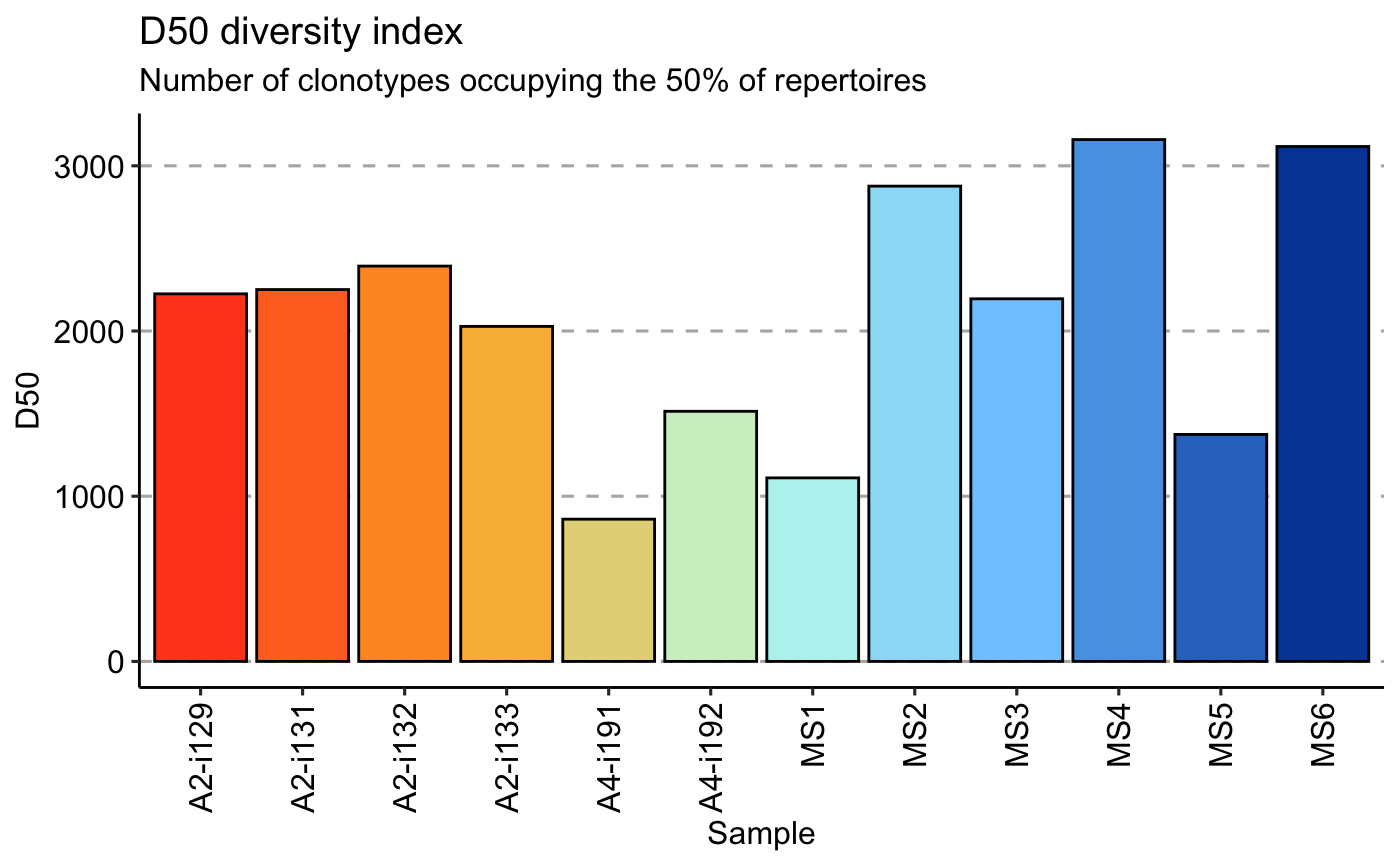 D50 diversity index
Number of clonotypes occupying the 50% of repertoires
3000
2000
1000
0
D50
A2-i129
A2-i131
A2-i132
A2-i133
A4-i191
A4-i192
MS1
MS2
MS3
MS4
MS5
MS6
Sample